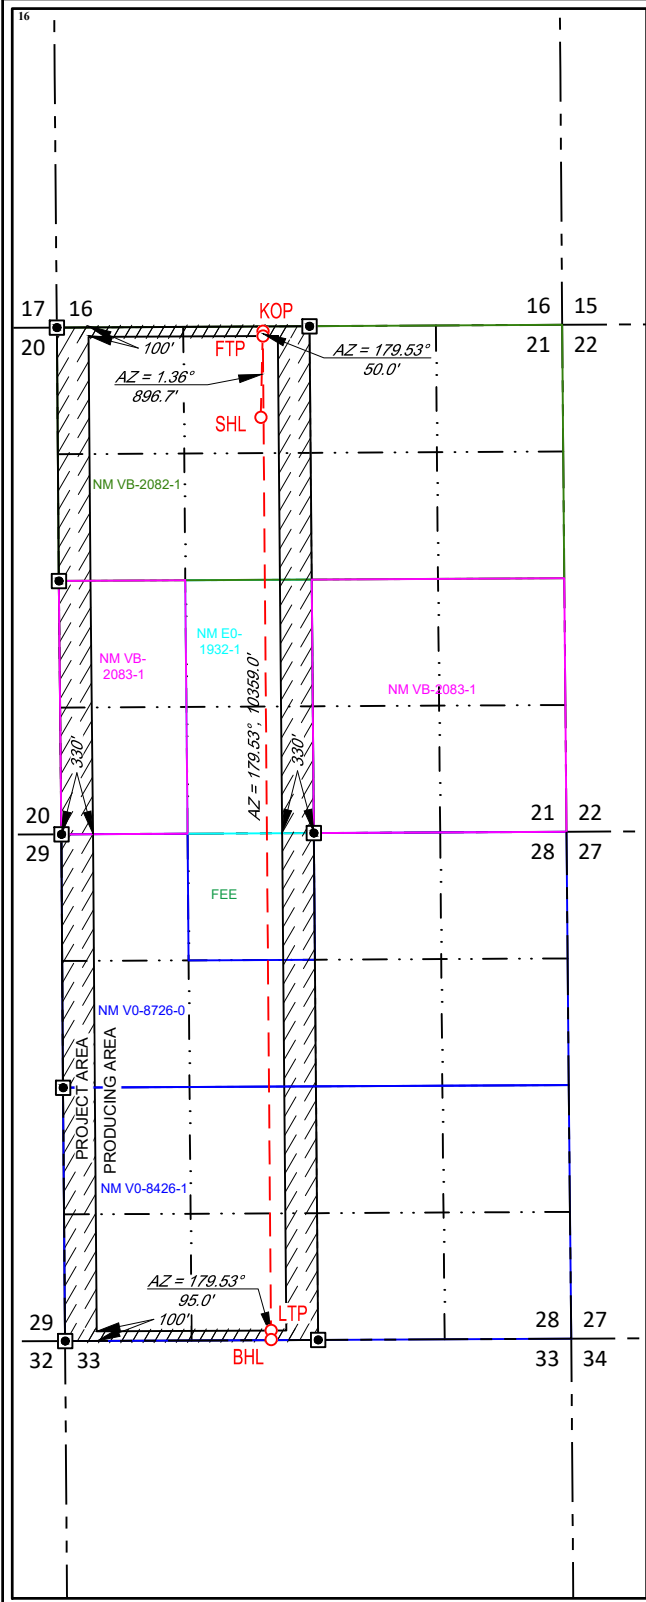 16
17 16
16 15
KOP
20
100'
FTP
AZ = 179.53°
50.0'
21 22
AZ = 1.36°
896.7'
SHL
NM VB-2082-1
NM E0-
1932-1
NM VB-
2083-1
NM VB-2083-1
AZ = 179.53°, 10359.0'
330'
330'
20
21 22
29
28 27
FEE
NM V0-8726-0
PROJECT AREA
PRODUCING AREA
NM V0-8426-1
AZ = 179.53°
95.0'
100'
LTP
29
28 27
BHL
32 33
33 34